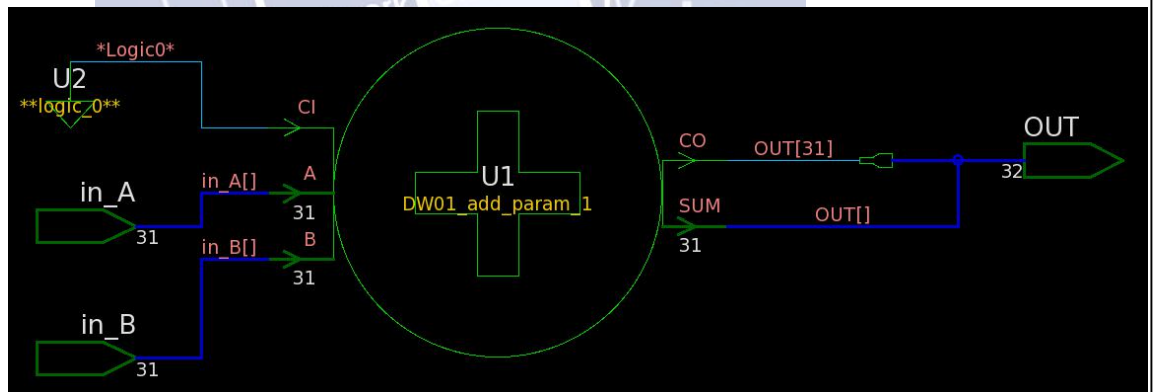 *Logic0*
U2
**logic_0**
CI
CO
OUT[31]
OUT
32
A
in_A[]
in_A
31
31
U1
DW01_add_param_1
SUM
OUT[]
31
B
in_B[]
31
in_B
31